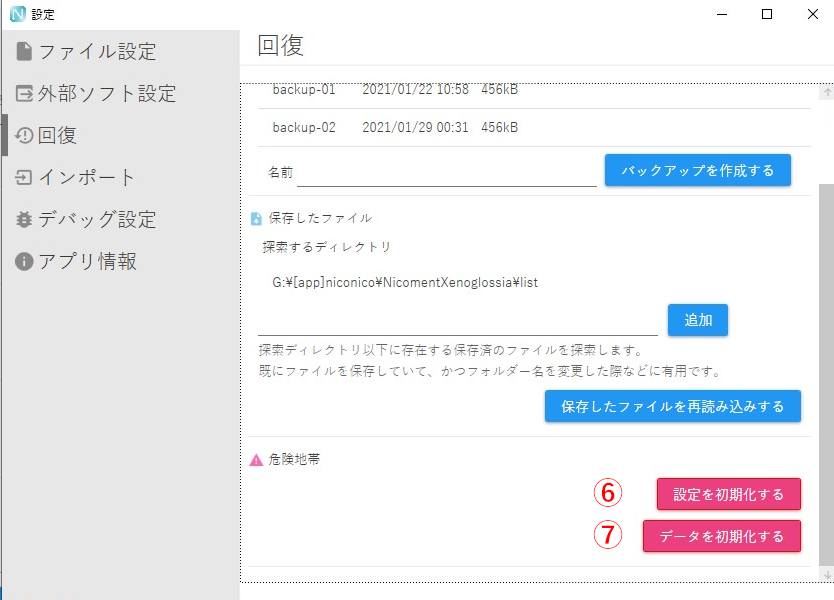 設定
ファイル設定
外部ソフト設定
回復
インポート
デバッグ設定
アプリ情報
回復
backup-01 2021/01/22 10:58 456kB
backup-02 2021/01/29 00:31 456kB
名前 バックアップを作成する
保存したファイル
探索するディレクトリ
G:¥[app]niconico¥NicomentXenoglossia¥list
追加
探索ディレクトリ以下に存在する保存済のファイルを探索します。
既にファイルを保存していて、かつフォルダー名を変更した際などに有用です。
保存したファイルを再読み込みする
危険地帯
⑥ 設定を初期化する
⑦ データを初期化する